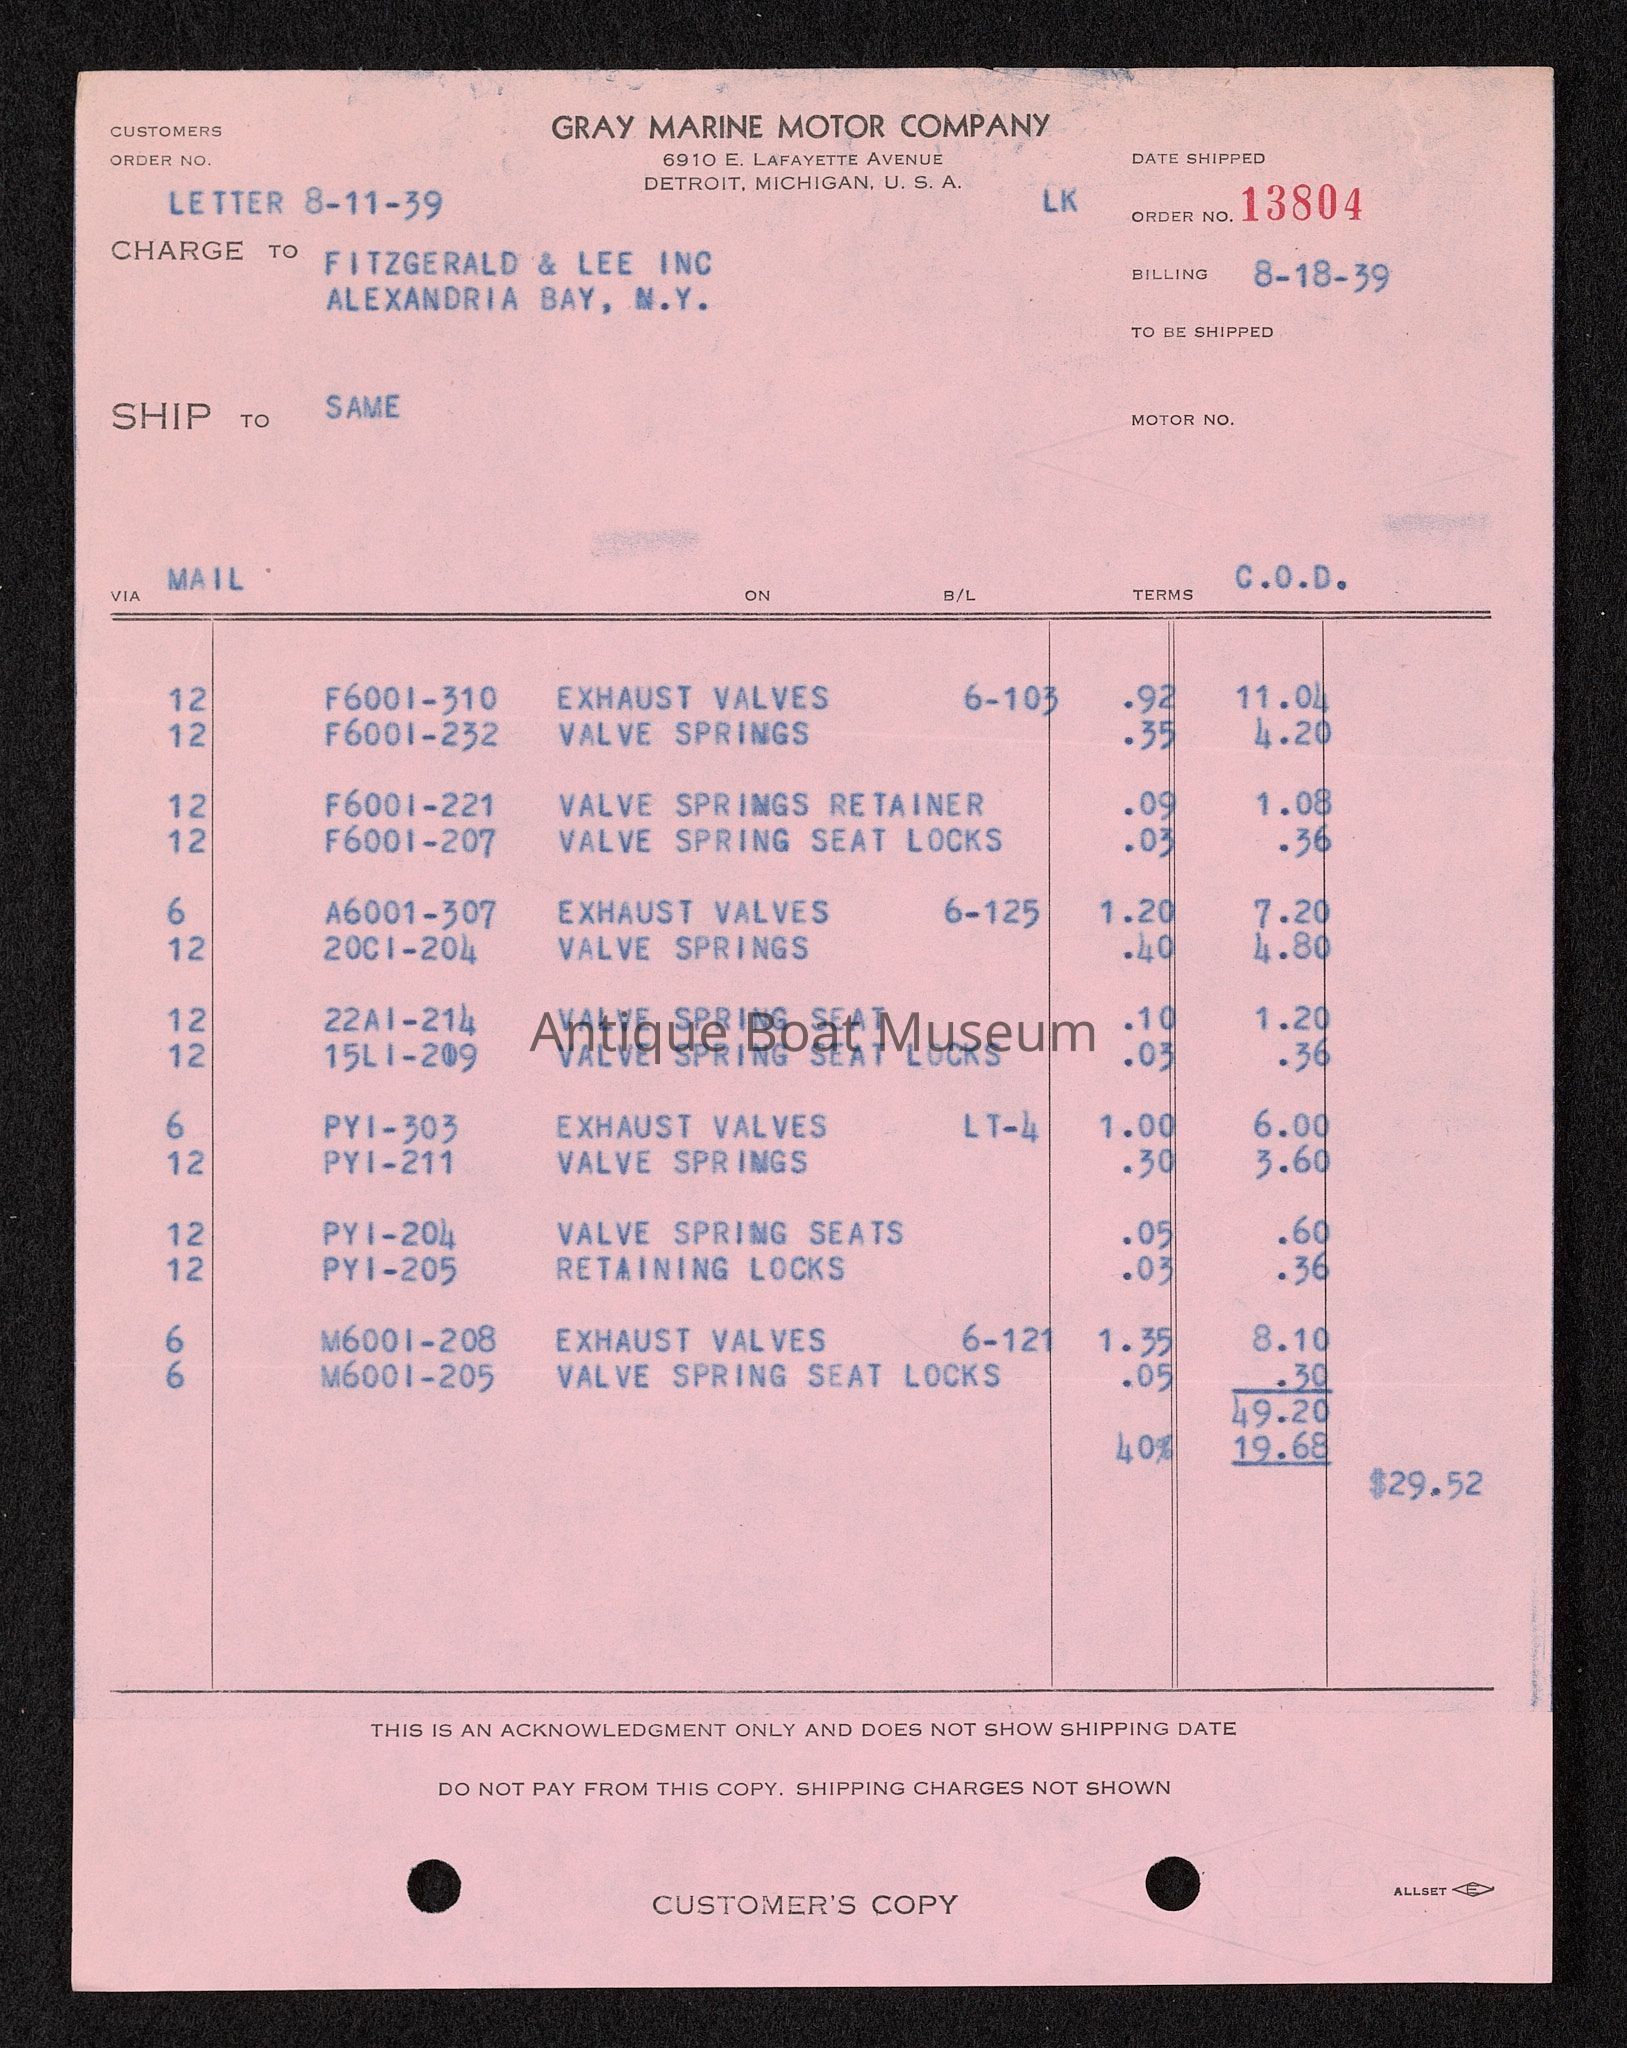 GRAY MARINE MOTOR COMPANY
6910 E. LAFAYETTE AVENUE
DETROIT, MICHIGAN, U. S. A.
CUSTOMERS
ORDER NO.
LETTER 8-11-39
DATE SHIPPED
LK ORDER NO. 13804
CHARGE TO FITZGERALD & LEE INC
ALEXANDRIA BAY, N.Y.
BILLING 8-18-39
TO BE SHIPPED
SHIP TO SAME
MOTOR NO.
VIA MAIL ON B/L TERMS C.O.D.
12 F6001-310 EXHAUST VALVES 6-103 .92 11.04
12 F6001-232 VALVE SPRINGS .35 4.20
12 F6001-221 VALVE SPRINGS RETAINER .09 1.08
12 F6001-207 VALVE SPRING SEAT LOCKS .03 .36
6 A6001-307 EXHAUST VALVES 6-125 1.20 7.20
12 20C1-204 VALVE SPRINGS .40 4.80
12 22A1-214 VALVE SPRING SEAT .10 1.20
Antique Boat Museum
12 15L1-209 VALVE SPRING SEAT LOCKS .03 .36
6 PY1-303 EXHAUST VALVES LT-4 1.00 6.00
12 PY1-211 VALVE SPRINGS .30 3.60
12 PY1-204 VALVE SPRING SEATS .05 .60
12 PY1-205 RETAINING LOCKS .03 .36
6 M6001-208 EXHAUST VALVES 6-121 1.35 8.10
6 M6001-205 VALVE SPRING SEAT LOCKS .05 .30
49.20
40% 19.68
$29.52
THIS IS AN ACKNOWLEDGMENT ONLY AND DOES NOT SHOW SHIPPING DATE
DO NOT PAY FROM THIS COPY. SHIPPING CHARGES NOT SHOWN
CUSTOMER'S COPY
ALLSET E